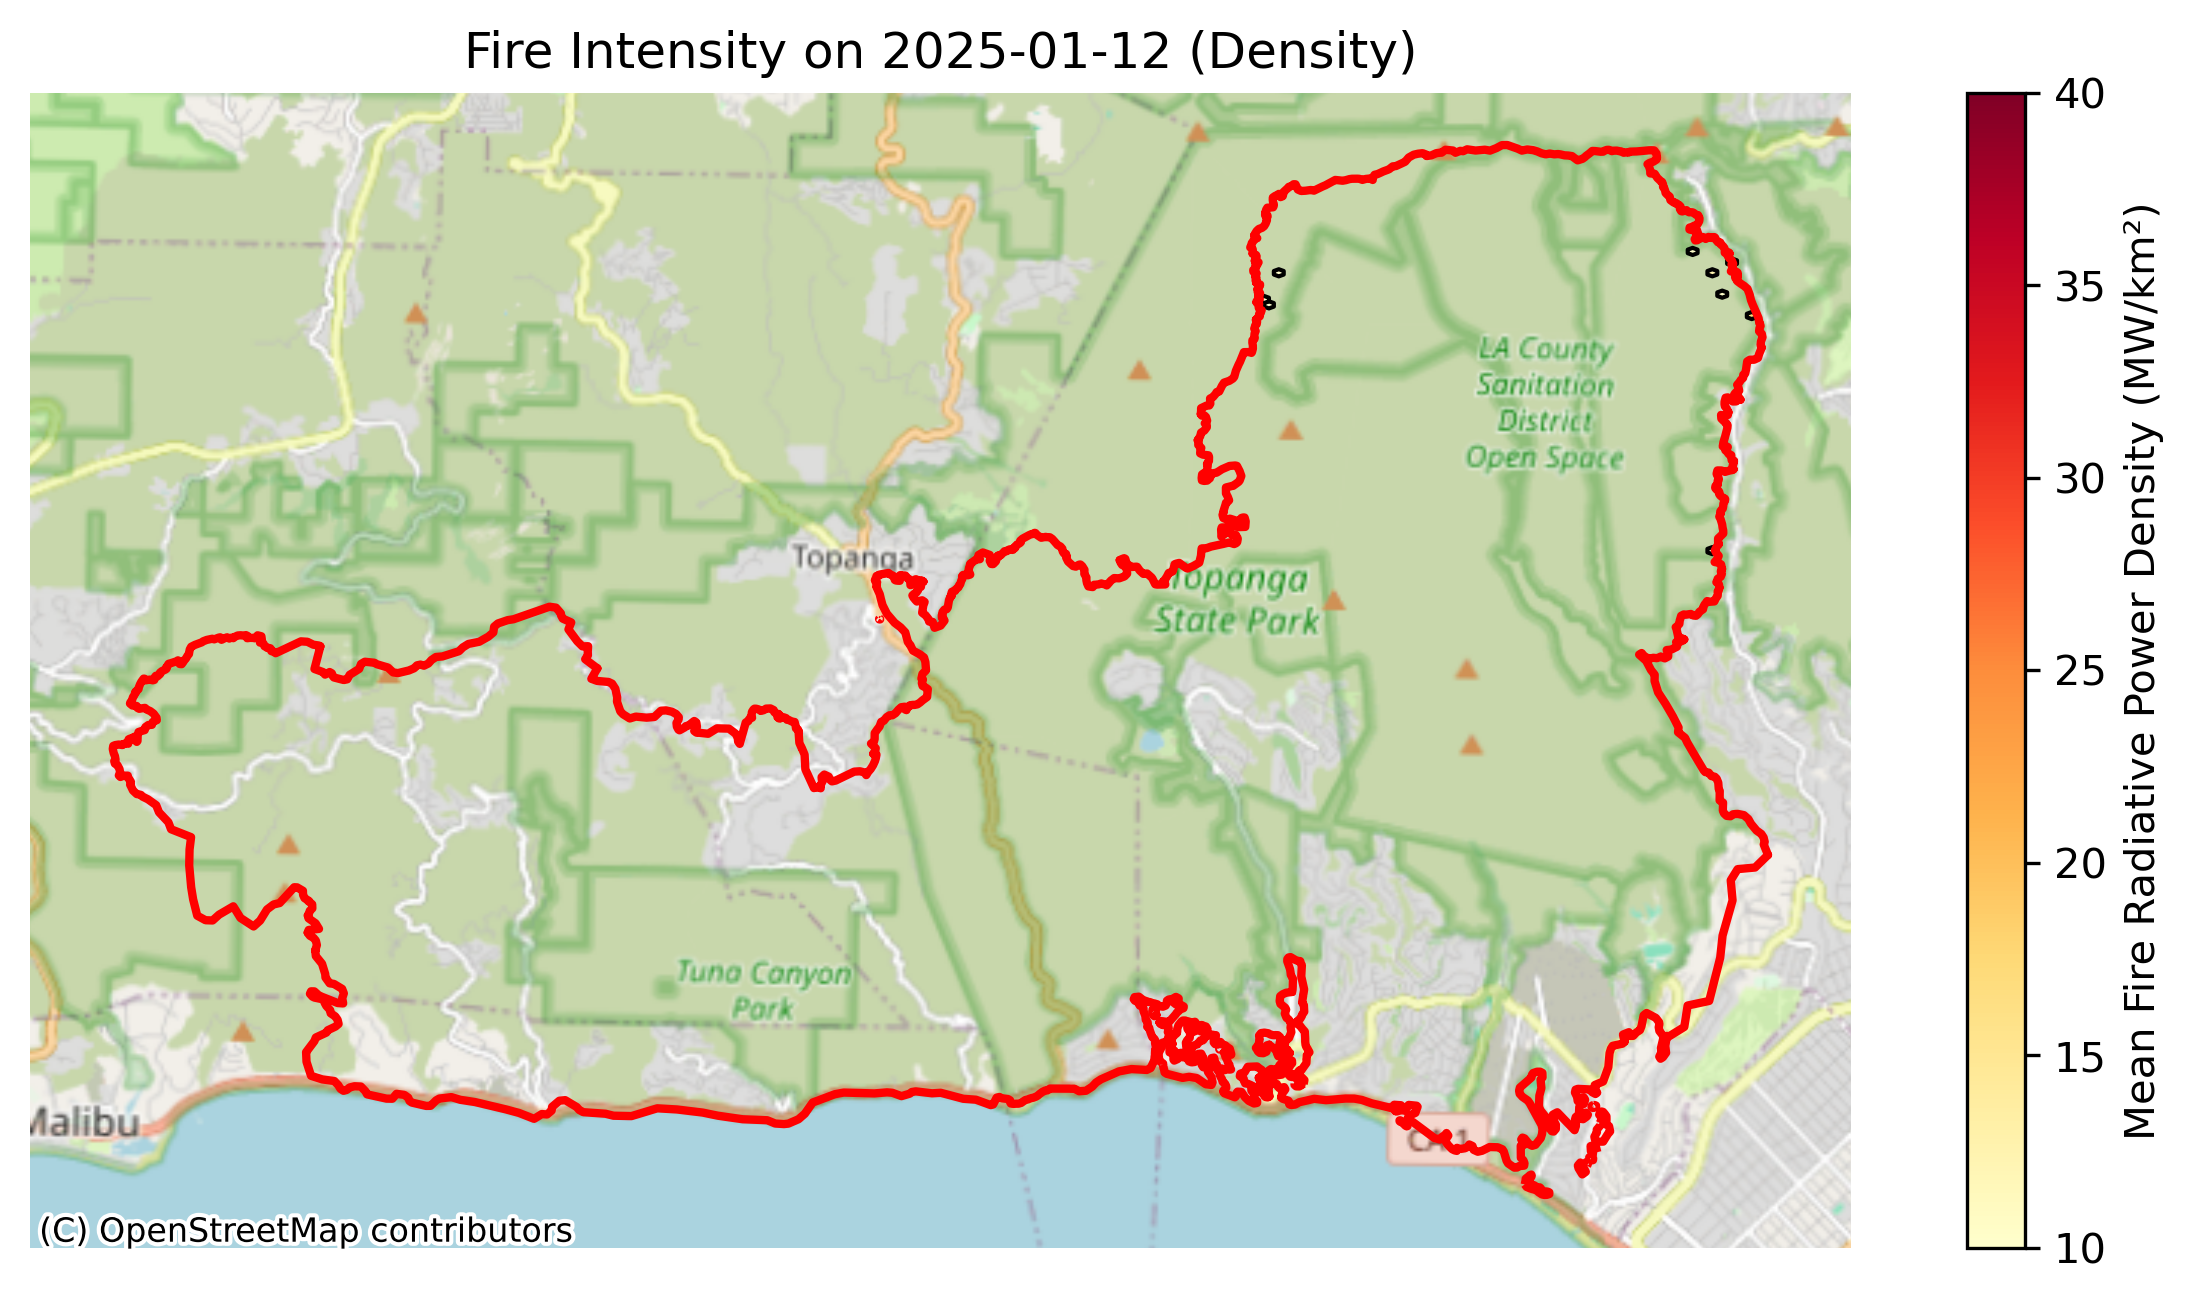 Fire Intensity on 2025-01-12 (Density)
LA County
Sanitation
District
Open Space
Topanga
Topanga
State Park
Tuna Canyon
Park
Malibu
CA 1
(C) OpenStreetMap contributors
40
35
30
25
20
15
10
Mean Fire Radiative Power Density (MW/km²)